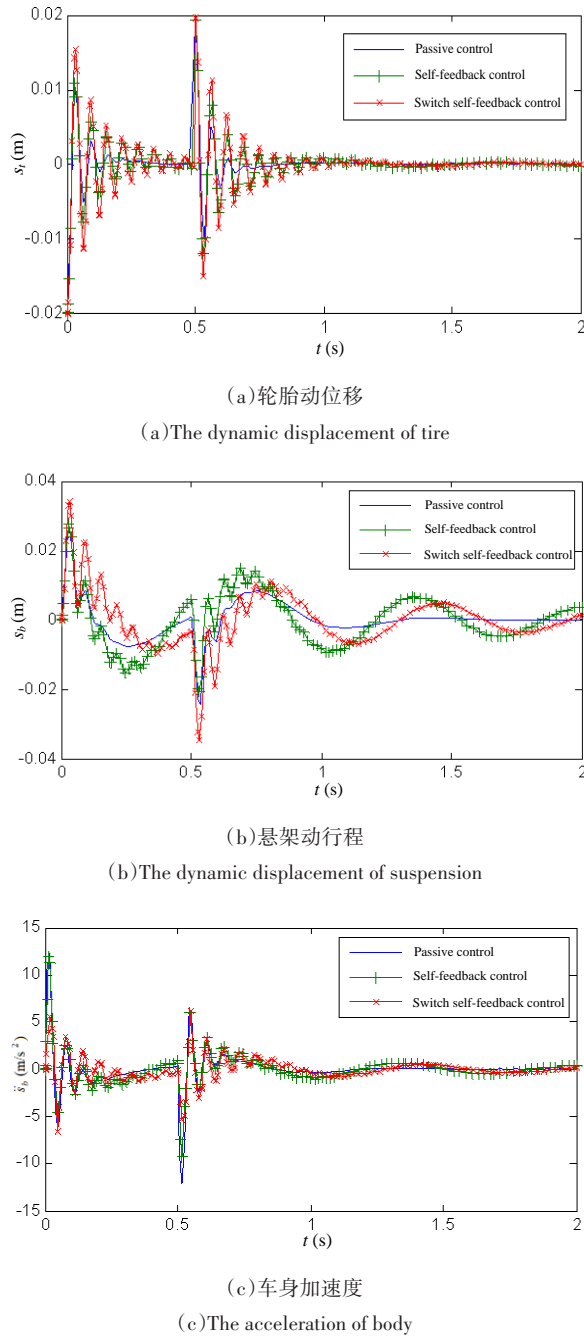 0.02
0.01
0
-0.01
-0.02
s_t (m)
Passive control
Self-feedback control
Switch self-feedback control
0 0.5 1 1.5 2
t (s)
(a)轮胎动位移
(a)The dynamic displacement of tire
0.04
0.02
0
-0.02
-0.04
s_b (m)
Passive control
Self-feedback control
Switch self-feedback control
0 0.5 1 1.5 2
t (s)
(b)悬架动行程
(b)The dynamic displacement of suspension
15
10
5
0
-5
-10
-15
s̈_b (m/s²)
Passive control
Self-feedback control
Switch self-feedback control
0 0.5 1 1.5 2
t (s)
(c)车身加速度
(c)The acceleration of body